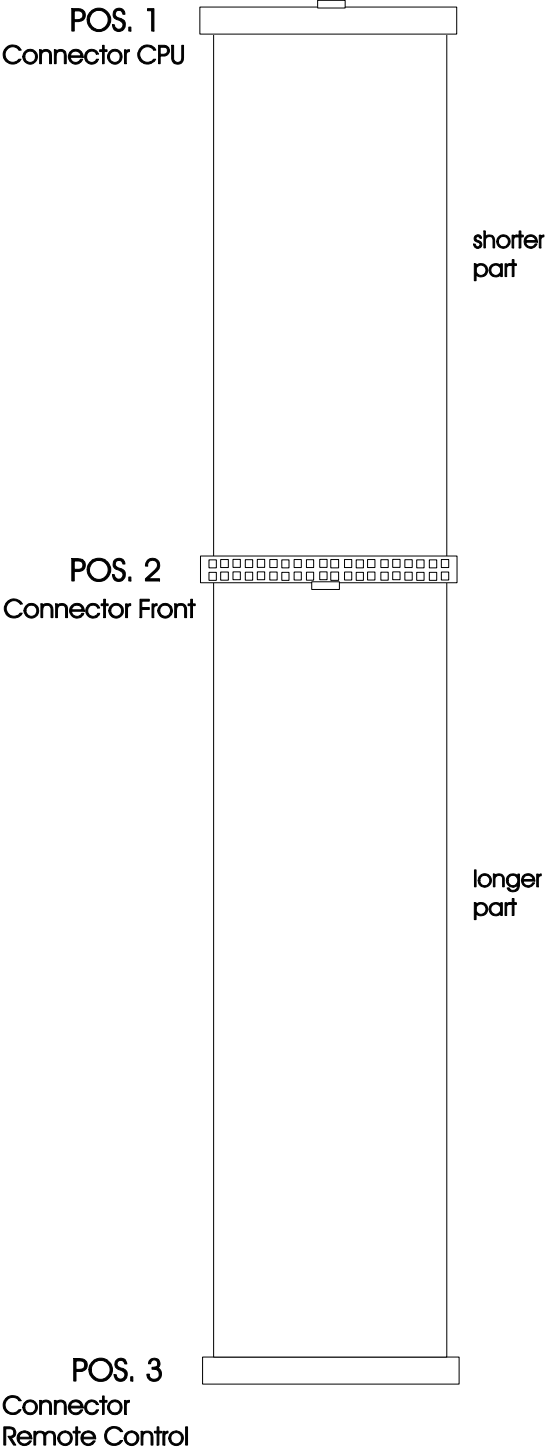 POS. 1
Connector CPU
shorter
part
POS. 2
Connector Front
longer
part
POS. 3
Connector
Remote Control